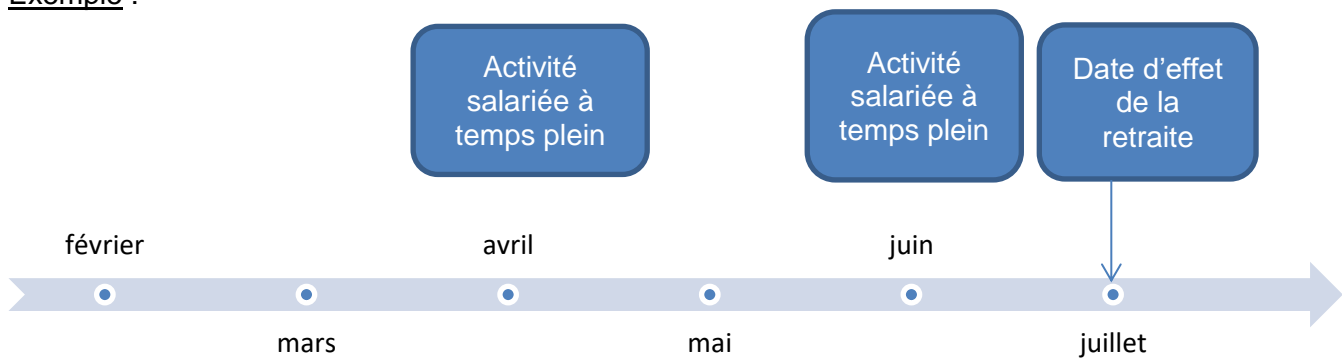 Exemple :
Activité
salariée à
temps plein
Activité
salariée à
temps plein
Date d'effet
de la
retraite
février
avril
juin
mars
mai
juillet